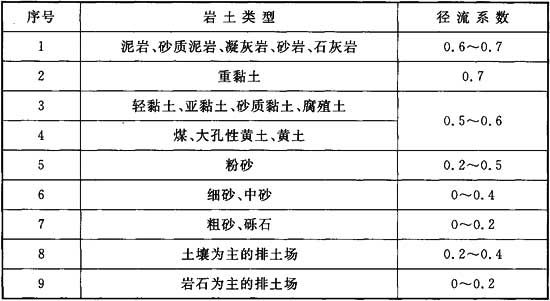 序号 岩土类型 径流系数
1 泥岩、砂质泥岩、凝灰岩、砂岩、石灰岩 0.6～0.7
2 重黏土 0.7
3 轻黏土、亚黏土、砂质黏土、腐殖土 0.5～0.6
4 煤、大孔性黄土、黄土
5 粉砂 0.2～0.5
6 细砂、中砂 0～0.4
7 粗砂、砾石 0～0.2
8 土壤为主的排土场 0.2～0.4
9 岩石为主的排土场 0～0.2